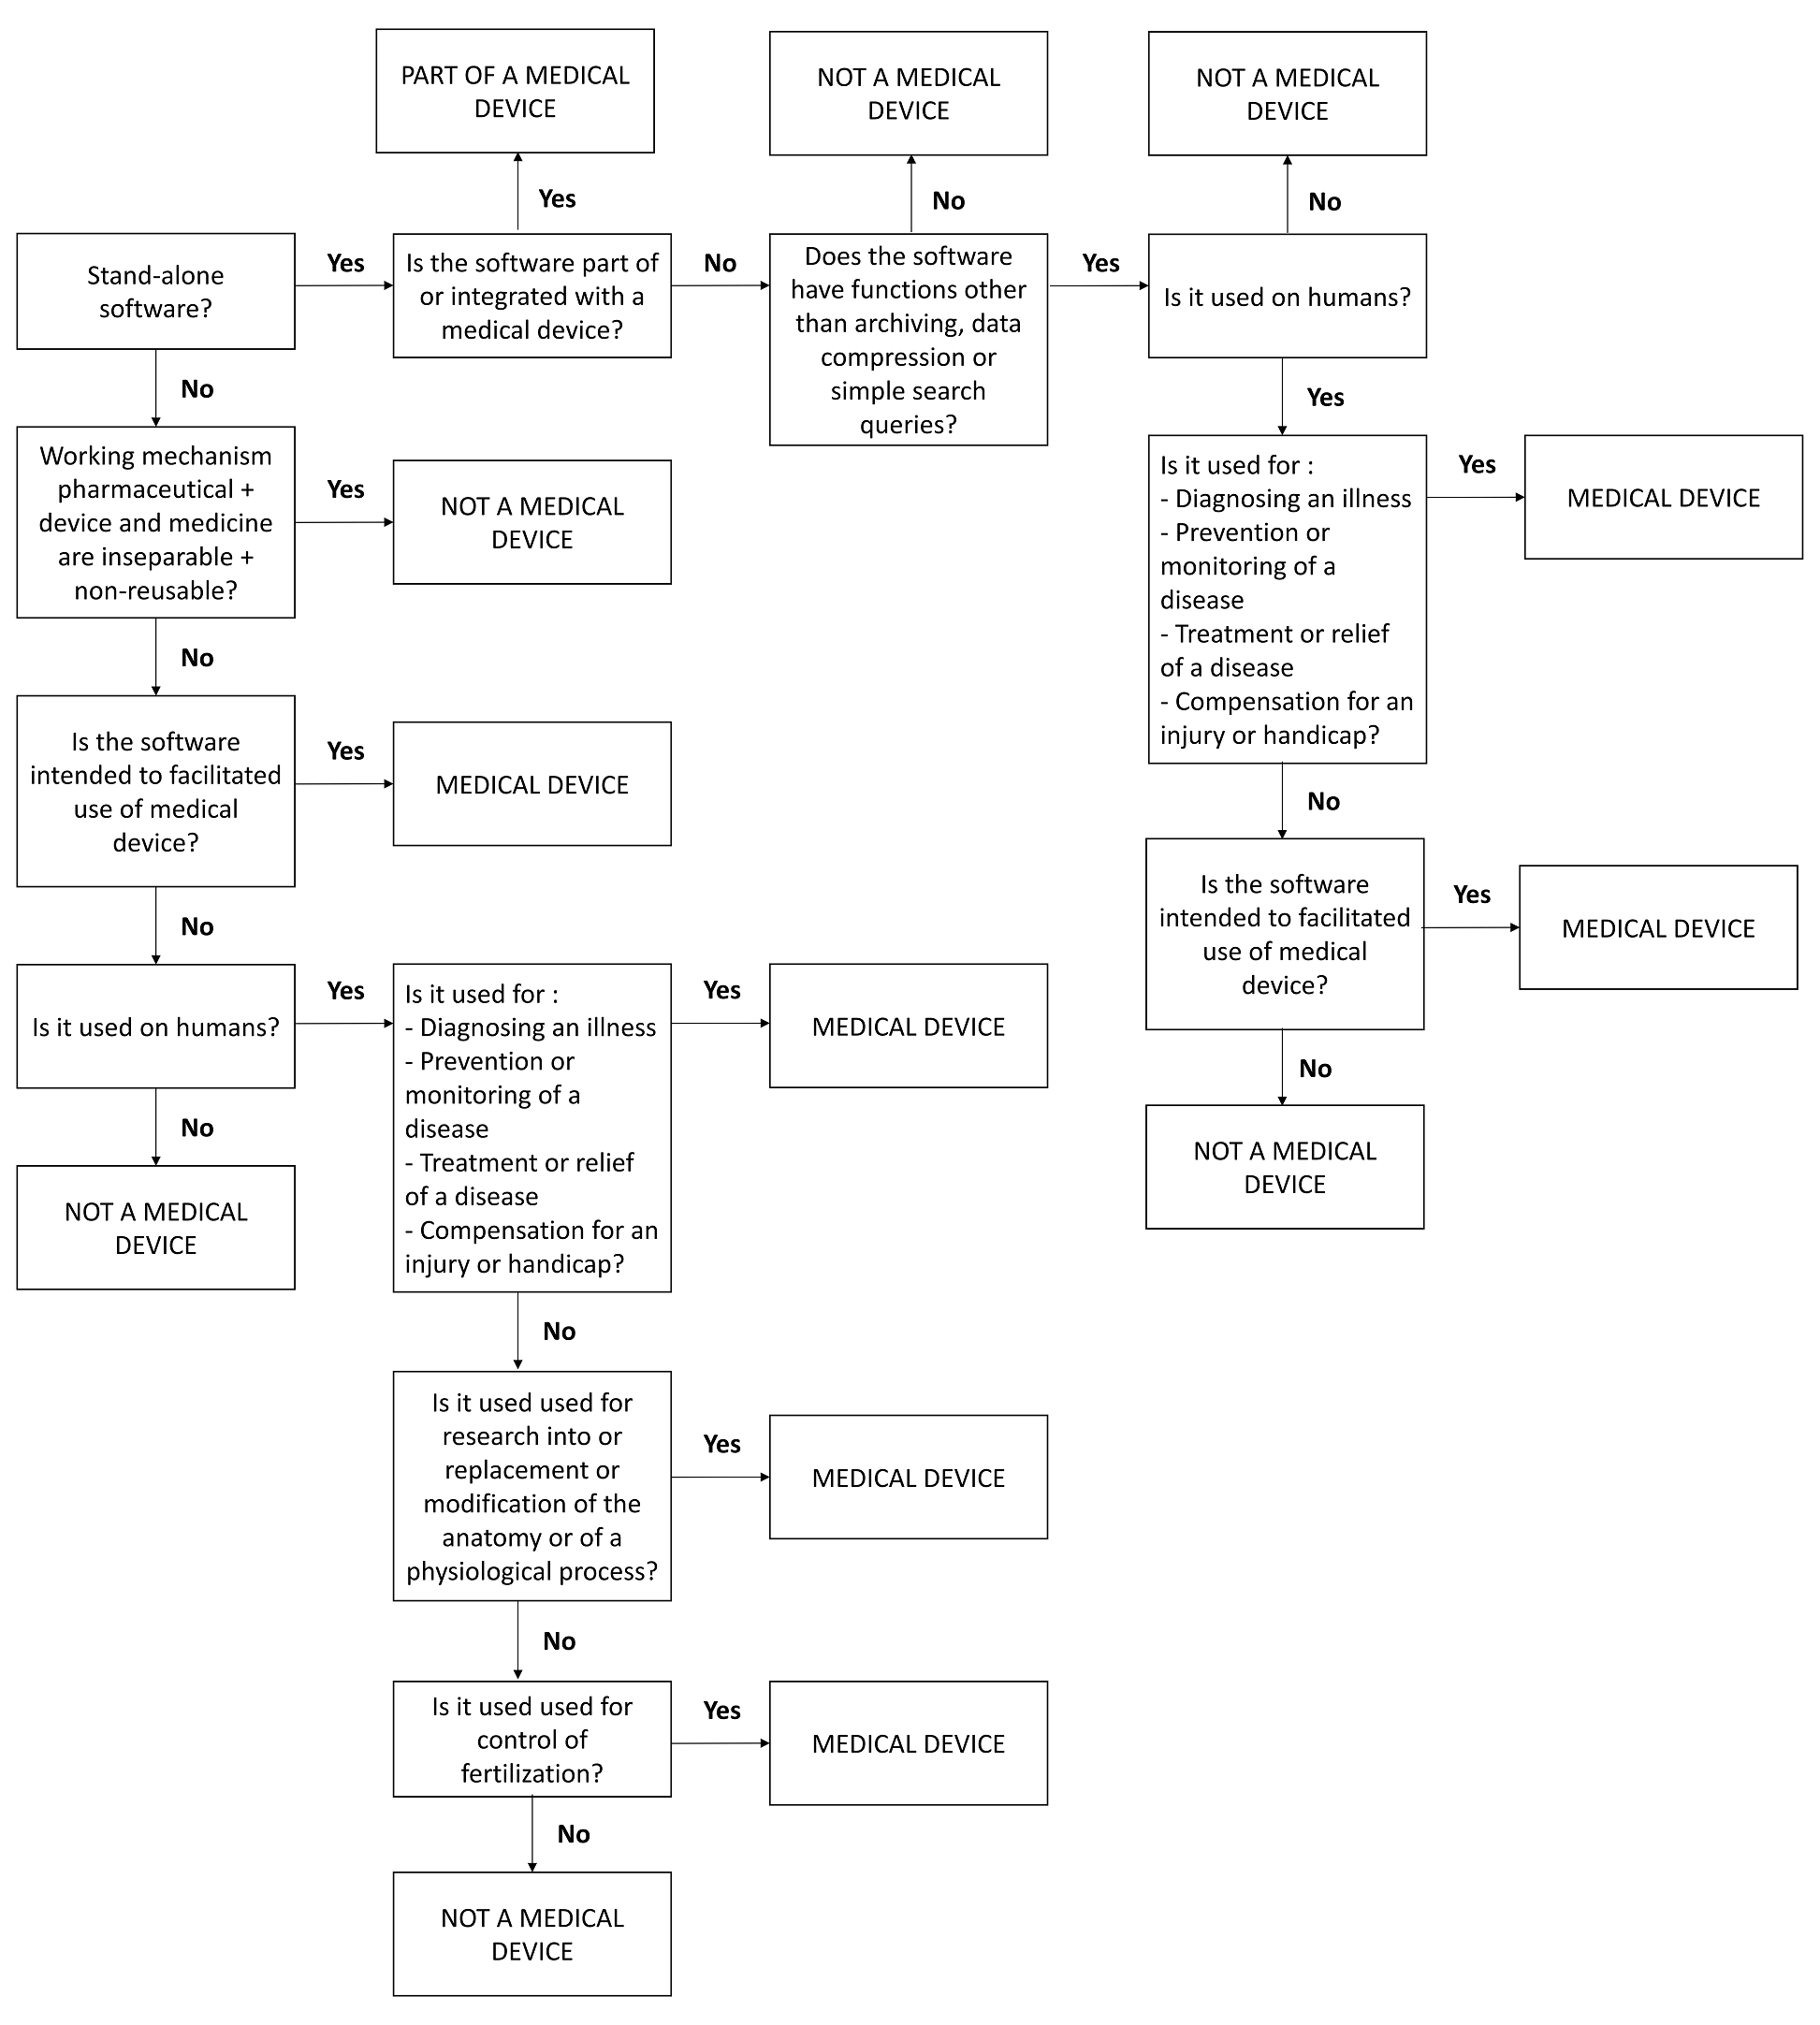 PART OF A MEDICAL
DEVICE
NOT A MEDICAL
DEVICE
NOT A MEDICAL
DEVICE
Yes
No
No
Stand-alone
software?
Yes
Is the software part of
or integrated with a
medical device?
No
Does the software
have functions other
than archiving, data
compression or
simple search
queries?
Yes
Is it used on humans?
No
Yes
Working mechanism
pharmaceutical +
device and medicine
are inseparable +
non-reusable?
Yes
NOT A MEDICAL
DEVICE
Is it used for :
- Diagnosing an illness
- Prevention or
monitoring of a
disease
- Treatment or relief
of a disease
- Compensation for an
injury or handicap?
Yes
MEDICAL DEVICE
No
Is the software
intended to facilitated
use of medical
device?
Yes
MEDICAL DEVICE
No
Is the software
intended to facilitated
use of medical
device?
Yes
MEDICAL DEVICE
No
Is it used on humans?
Yes
Is it used for :
- Diagnosing an illness
- Prevention or
monitoring of a
disease
- Treatment or relief
of a disease
- Compensation for an
injury or handicap?
Yes
MEDICAL DEVICE
No
NOT A MEDICAL
DEVICE
No
NOT A MEDICAL
DEVICE
No
Is it used used for
research into or
replacement or
modification of the
anatomy or of a
physiological process?
Yes
MEDICAL DEVICE
No
Is it used used for
control of
fertilization?
Yes
MEDICAL DEVICE
No
NOT A MEDICAL
DEVICE